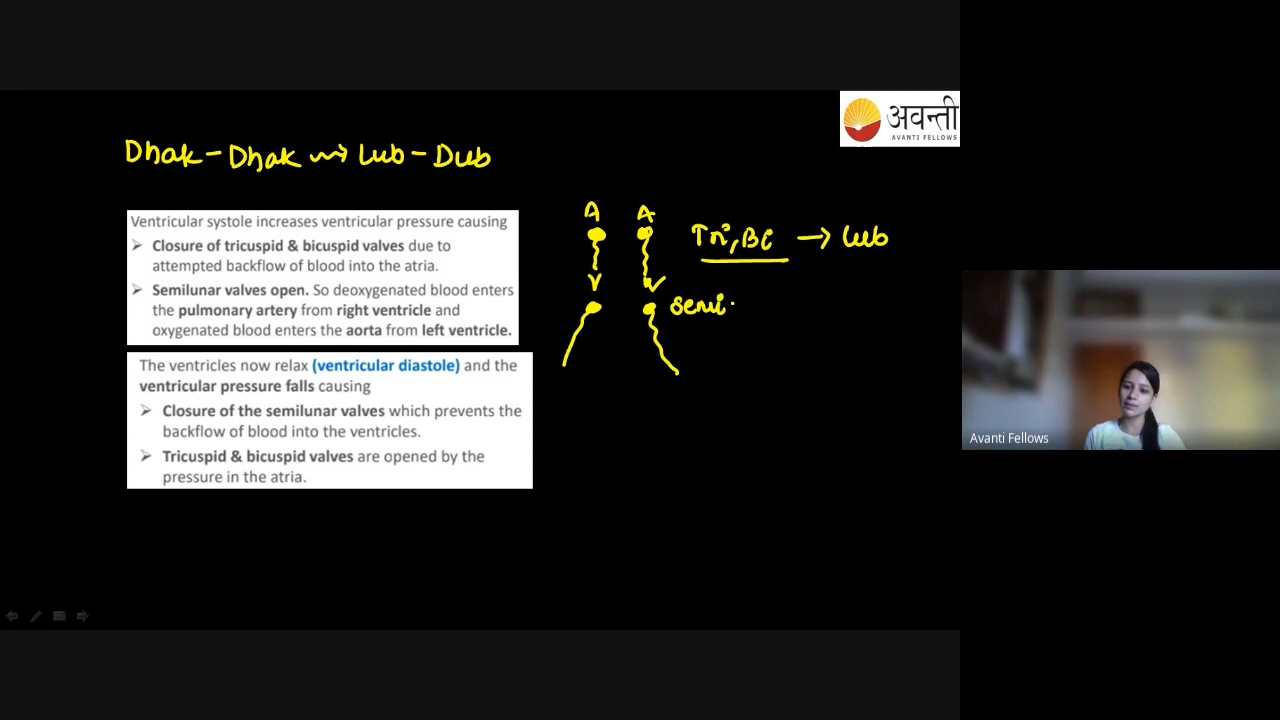 अवन्ती
AVANTI FELLOWS
Dhak - Dhak → Lub - Dub
Ventricular systole increases ventricular pressure causing
➢ Closure of tricuspid & bicuspid valves due to
attempted backflow of blood into the atria.
➢ Semilunar valves open. So deoxygenated blood enters
the pulmonary artery from right ventricle and
oxygenated blood enters the aorta from left ventricle.
The ventricles now relax (ventricular diastole) and the
ventricular pressure falls causing
➢ Closure of the semilunar valves which prevents the
backflow of blood into the ventricles.
➢ Tricuspid & bicuspid valves are opened by the
pressure in the atria.
A A
Tri, BC → Lub
V V
Semi.
Avanti Fellows